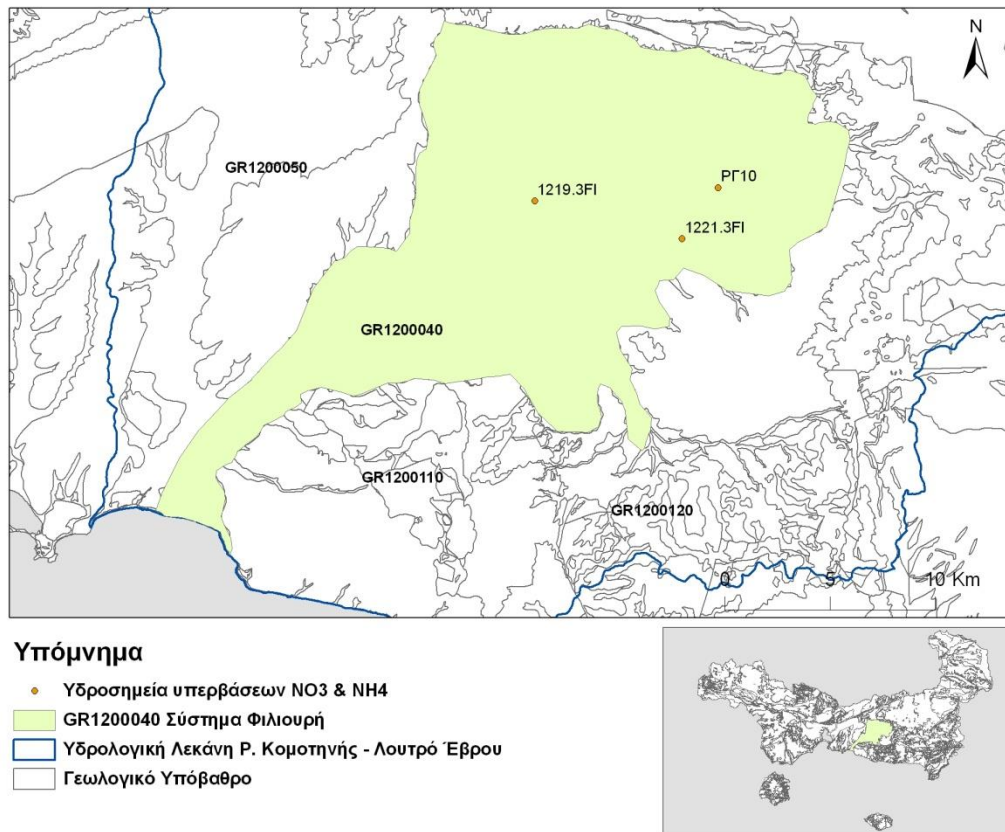 N
GR1200050
1219.3FI
ΡΓ10
1221.3FI
GR1200040
GR1200110
GR1200120
0 5 10 Km
Υπόμνημα
Υδροσημεία υπερβάσεων NO3 & NH4
GR1200040 Σύστημα Φιλιουρή
Υδρολογική Λεκάνη Ρ. Κομοτηνής - Λουτρό Έβρου
Γεωλογικό Υπόβαθρο